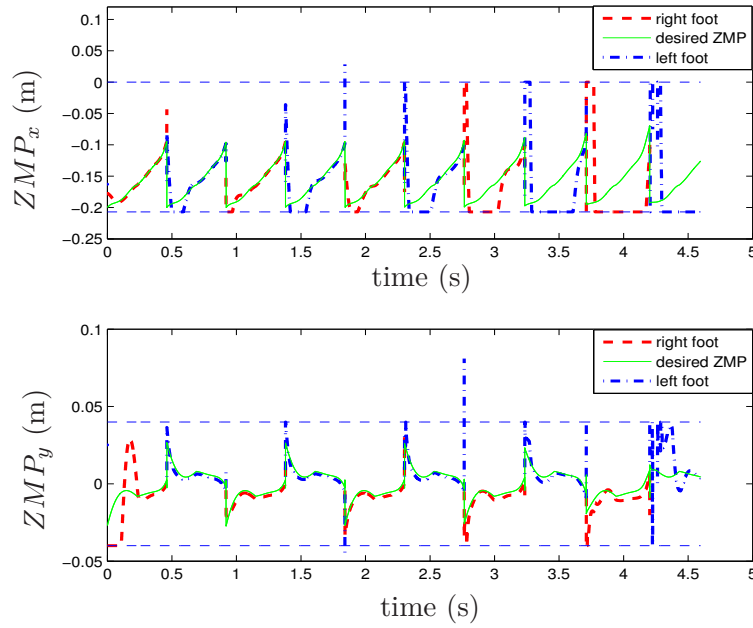 0.1
0.05
0
−0.05
−0.1
−0.15
−0.2
−0.25
ZMP_x (m)
right foot
desired ZMP
left foot
0 0.5 1 1.5 2 2.5 3 3.5 4 4.5 5
time (s)
0.1
0.05
0
−0.05
ZMP_y (m)
right foot
desired ZMP
left foot
0 0.5 1 1.5 2 2.5 3 3.5 4 4.5 5
time (s)